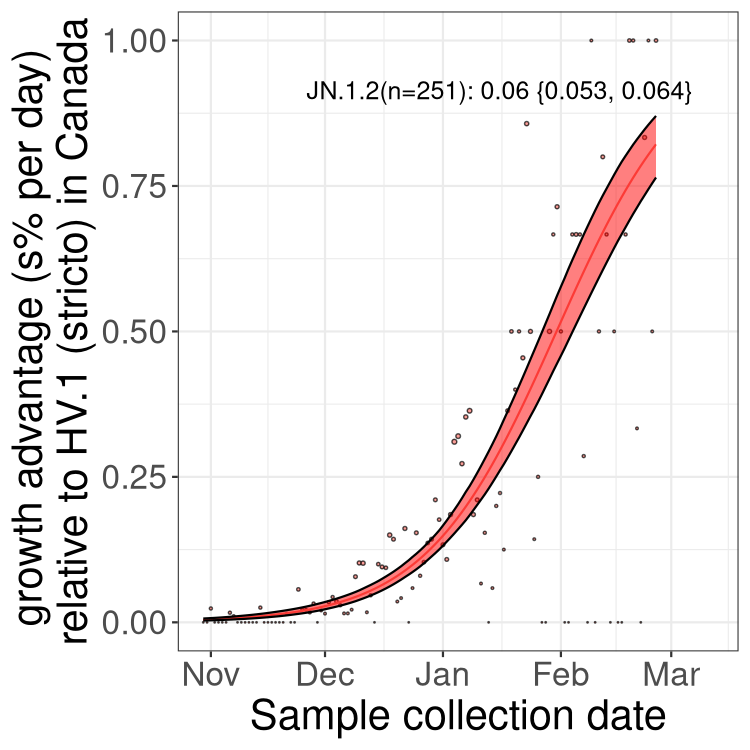 growth advantage (s% per day)
relative to HV.1 (stricto) in Canada
1.00
JN.1.2(n=251): 0.06 {0.053, 0.064}
0.75
0.50
0.25
0.00
Nov Dec Jan Feb Mar
Sample collection date